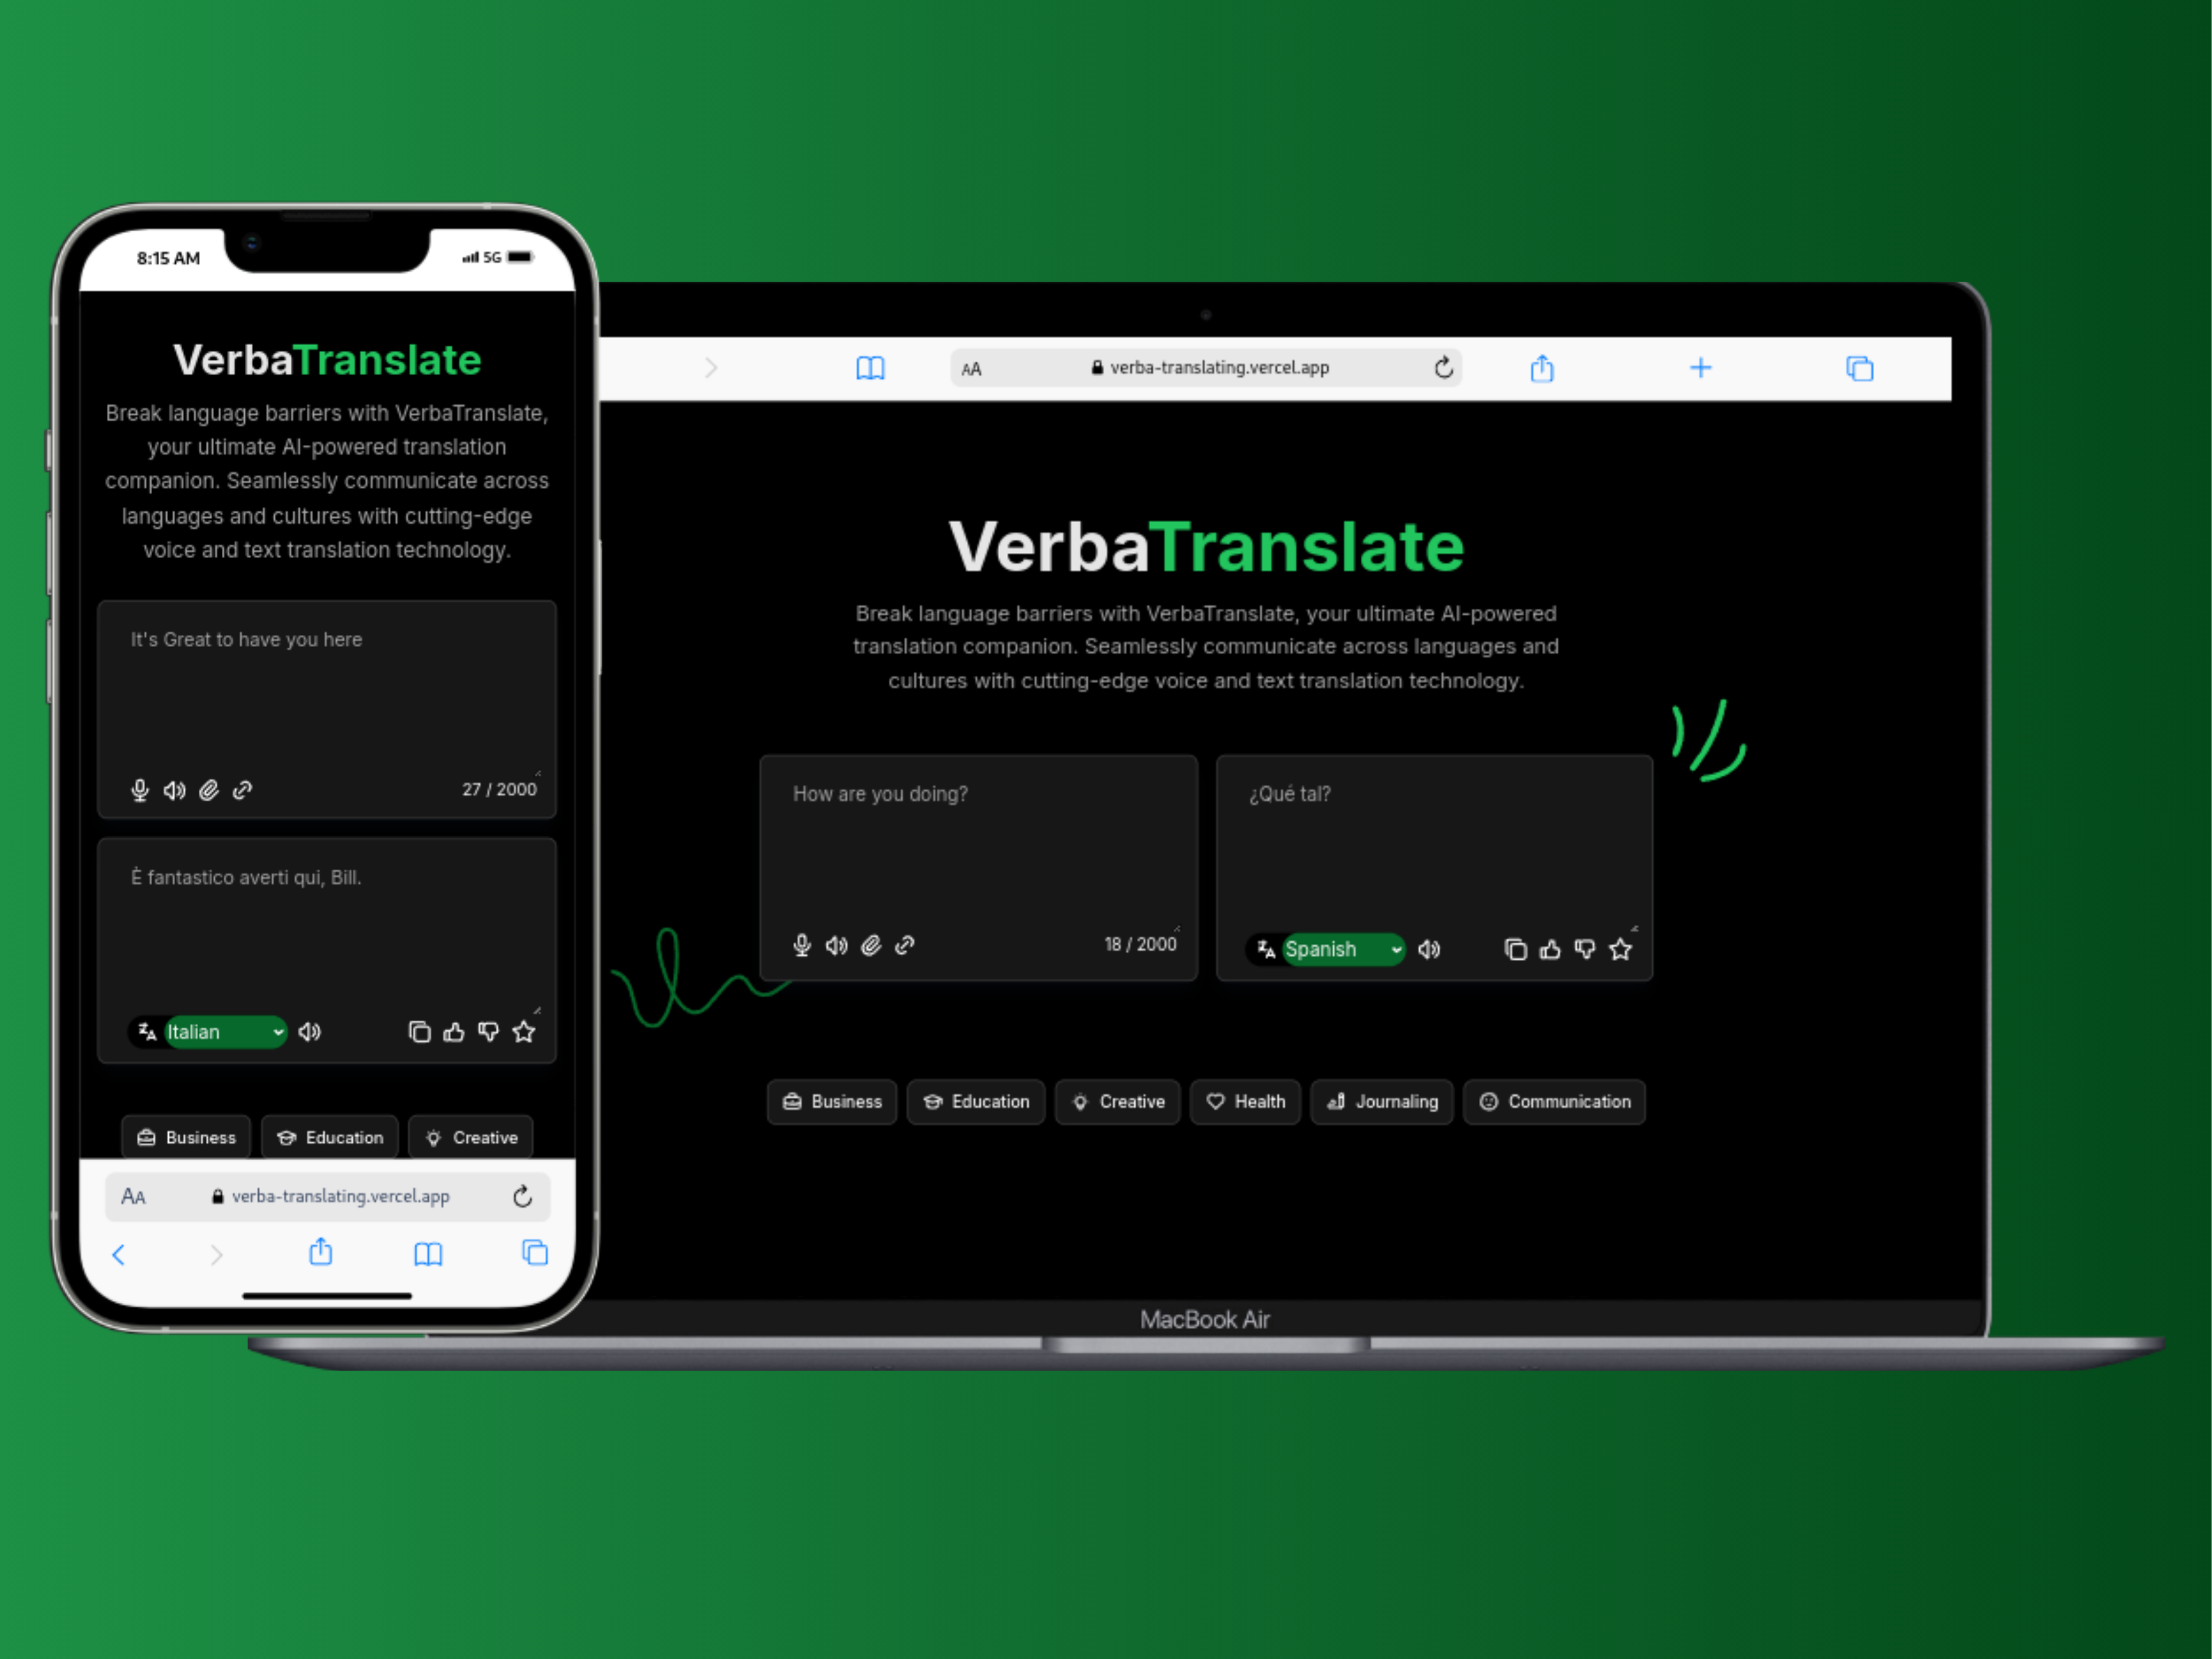 8:15 AM
5G
VerbaTranslate
Break language barriers with VerbaTranslate,
your ultimate AI-powered translation
companion. Seamlessly communicate across
languages and cultures with cutting-edge
voice and text translation technology.
It's Great to have you here
27 / 2000
È fantastico averti qui, Bill.
Italian
Business
Education
Creative
AA
verba-translating.vercel.app
AA
verba-translating.vercel.app
VerbaTranslate
Break language barriers with VerbaTranslate, your ultimate AI-powered
translation companion. Seamlessly communicate across languages and
cultures with cutting-edge voice and text translation technology.
How are you doing?
18 / 2000
¿Qué tal?
Spanish
Business
Education
Creative
Health
Journaling
Communication
MacBook Air